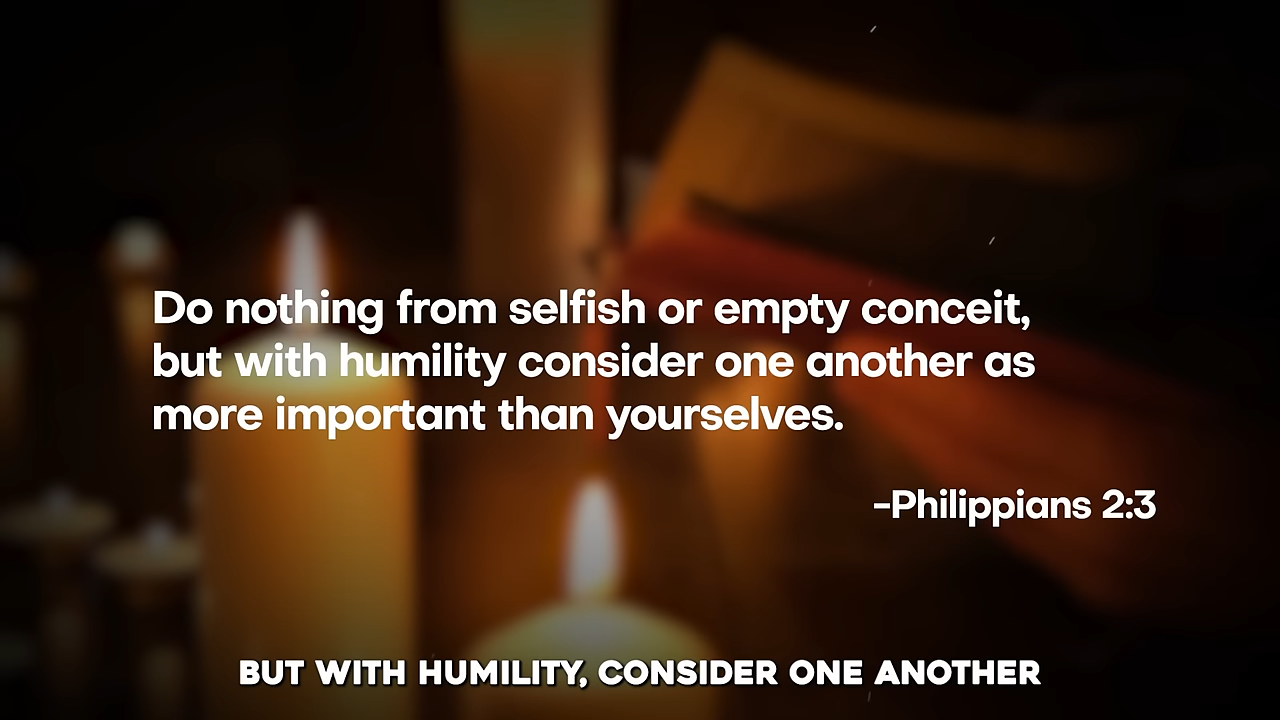 Do nothing from selfish or empty conceit,
but with humility consider one another as
more important than yourselves.
-Philippians 2:3
BUT WITH HUMILITY, CONSIDER ONE ANOTHER